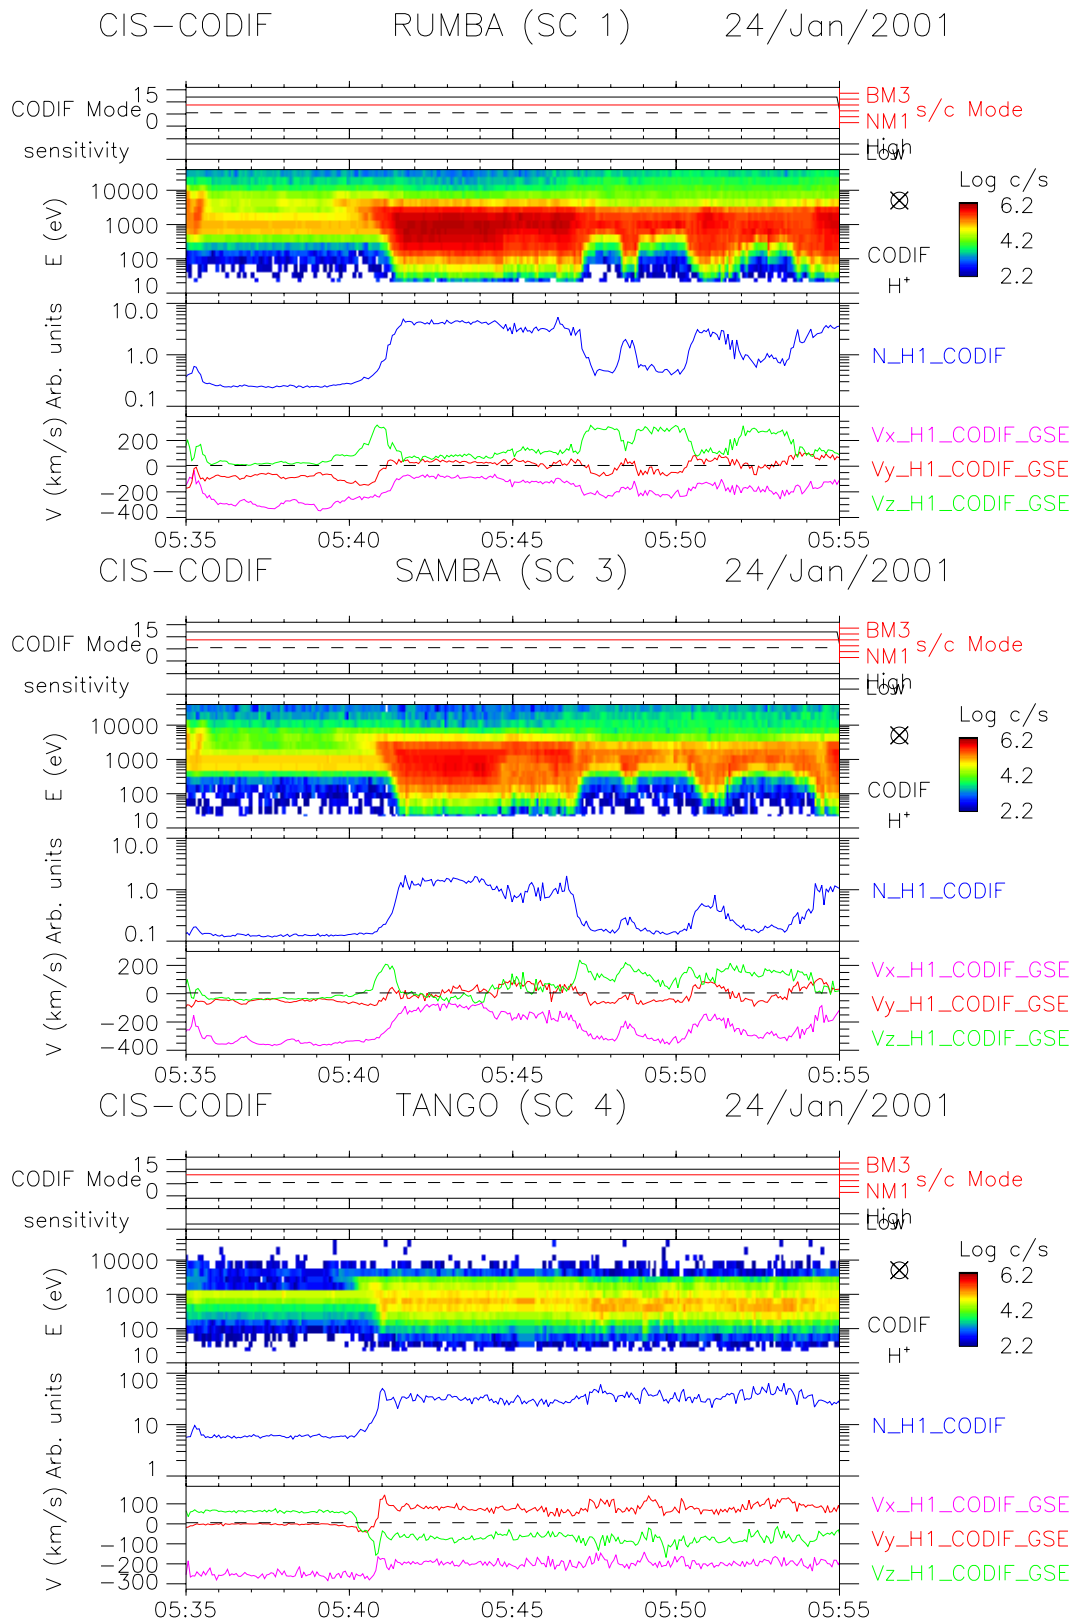 CIS−CODIF RUMBA (SC 1) 24/Jan/2001
CODIF Mode 15 0 BM3 NM1 s/c Mode
sensitivity High Low
E (eV) 10000 1000 100 10 CODIF H+ Log c/s 6.2 4.2 2.2
Arb. units 10.0 1.0 0.1 N_H1_CODIF
V (km/s) 200 0 −200 −400 Vx_H1_CODIF_GSE
Vy_H1_CODIF_GSE
Vz_H1_CODIF_GSE
05:35 05:40 05:45 05:50 05:55
CIS−CODIF SAMBA (SC 3) 24/Jan/2001
CODIF Mode 15 0 BM3 NM1 s/c Mode
sensitivity High Low
E (eV) 10000 1000 100 10 CODIF H+ Log c/s 6.2 4.2 2.2
Arb. units 10.0 1.0 0.1 N_H1_CODIF
V (km/s) 200 0 −200 −400 Vx_H1_CODIF_GSE
Vy_H1_CODIF_GSE
Vz_H1_CODIF_GSE
05:35 05:40 05:45 05:50 05:55
CIS−CODIF TANGO (SC 4) 24/Jan/2001
CODIF Mode 15 0 BM3 NM1 s/c Mode
sensitivity High Low
E (eV) 10000 1000 100 10 CODIF H+ Log c/s 6.2 4.2 2.2
Arb. units 100 10 1 N_H1_CODIF
V (km/s) 100 0 −100 −200 −300 Vx_H1_CODIF_GSE
Vy_H1_CODIF_GSE
Vz_H1_CODIF_GSE
05:35 05:40 05:45 05:50 05:55